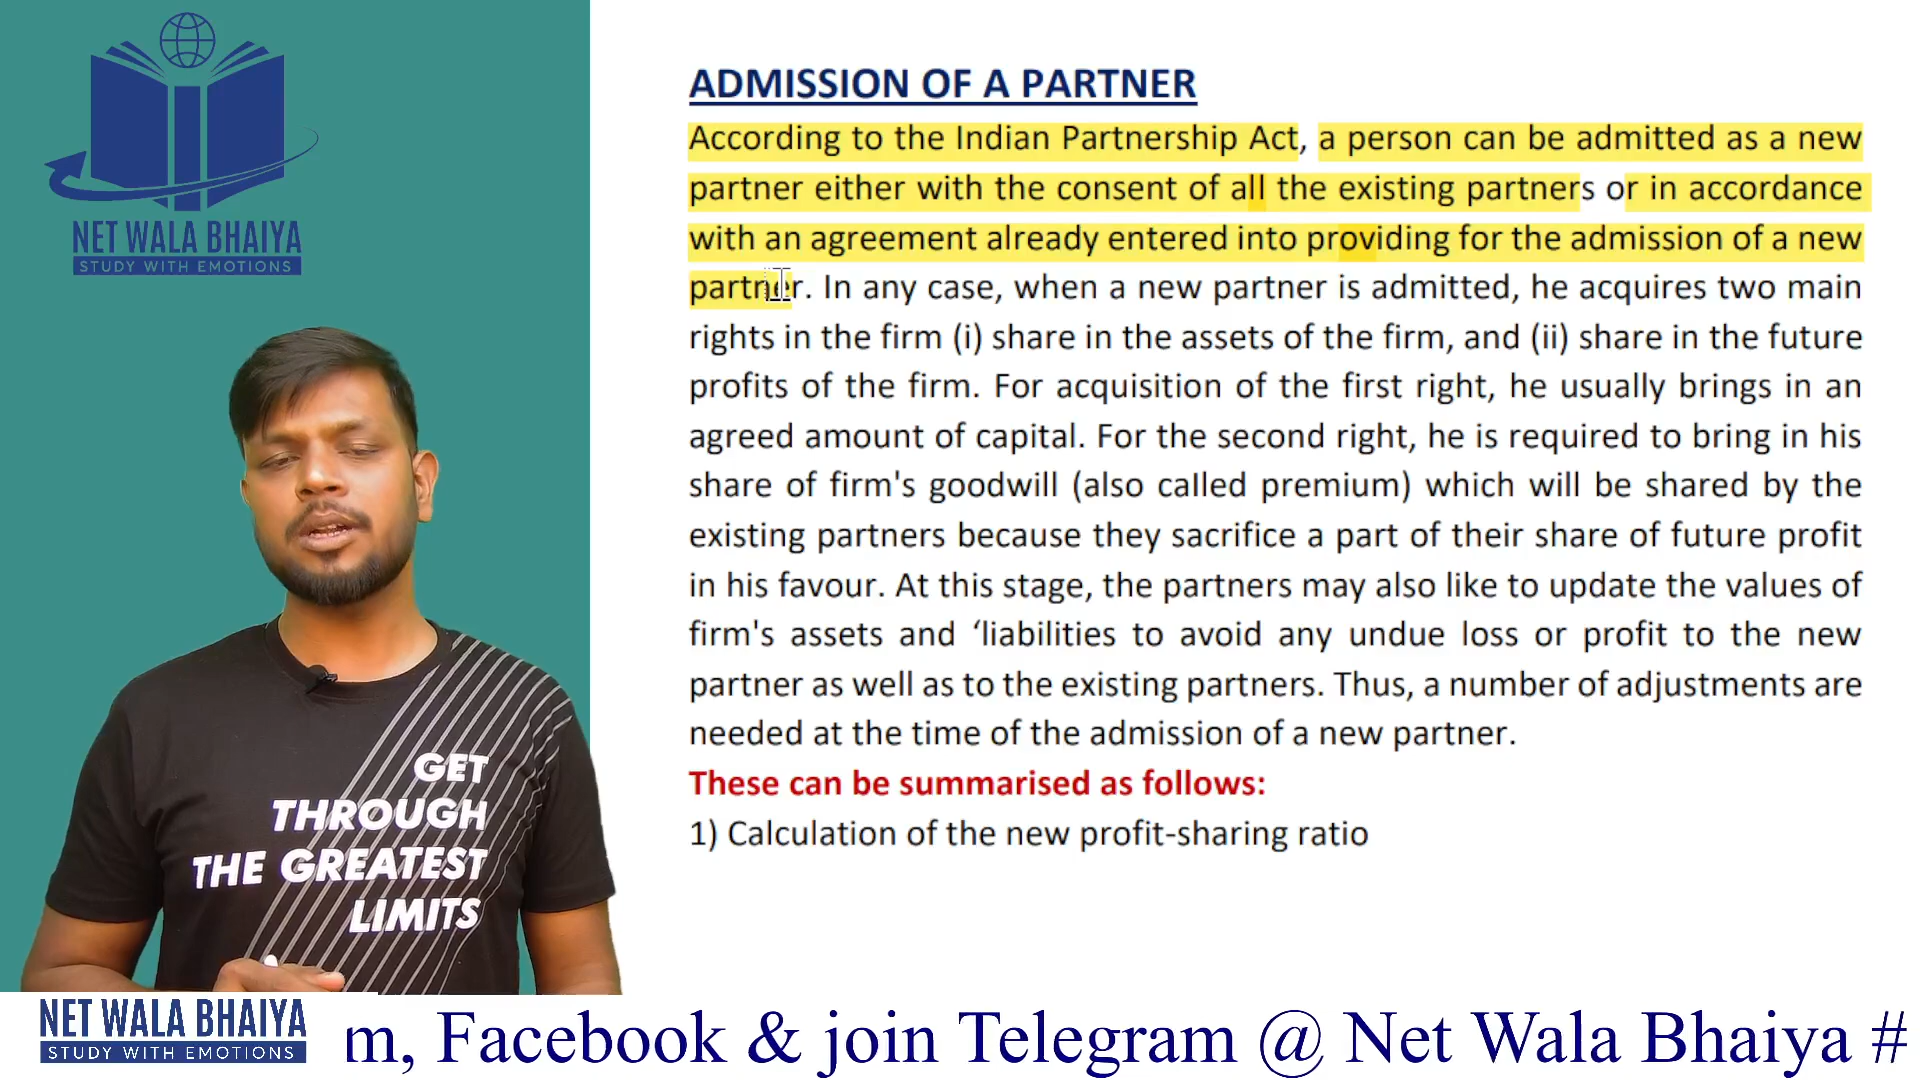 NET WALA BHAIYA
STUDY WITH EMOTIONS
GET
THROUGH
THE GREATEST
LIMITS
ADMISSION OF A PARTNER
According to the Indian Partnership Act, a person can be admitted as a new
partner either with the consent of all the existing partners or in accordance
with an agreement already entered into providing for the admission of a new
partner. In any case, when a new partner is admitted, he acquires two main
rights in the firm (i) share in the assets of the firm, and (ii) share in the future
profits of the firm. For acquisition of the first right, he usually brings in an
agreed amount of capital. For the second right, he is required to bring in his
share of firm's goodwill (also called premium) which will be shared by the
existing partners because they sacrifice a part of their share of future profit
in his favour. At this stage, the partners may also like to update the values of
firm's assets and ‘liabilities to avoid any undue loss or profit to the new
partner as well as to the existing partners. Thus, a number of adjustments are
needed at the time of the admission of a new partner.
These can be summarised as follows:
1) Calculation of the new profit-sharing ratio
NET WALA BHAIYA
STUDY WITH EMOTIONS
m, Facebook & join Telegram @ Net Wala Bhaiya #